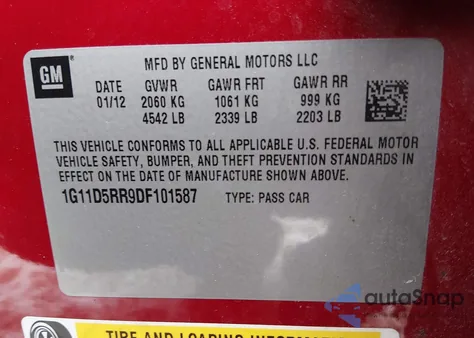 GM
MFD BY GENERAL MOTORS LLC
DATE GVWR GAWR FRT GAWR RR
01/12 2060 KG 1061 KG 999 KG
4542 LB 2339 LB 2203 LB
THIS VEHICLE CONFORMS TO ALL APPLICABLE U.S. FEDERAL MOTOR
VEHICLE SAFETY, BUMPER, AND THEFT PREVENTION STANDARDS
IN EFFECT ON THE DATE OF MANUFACTURE SHOWN ABOVE.
1G11D5RR9DF101587 TYPE: PASS CAR
autoSnap
TIRE AND LOADING INFORMATION